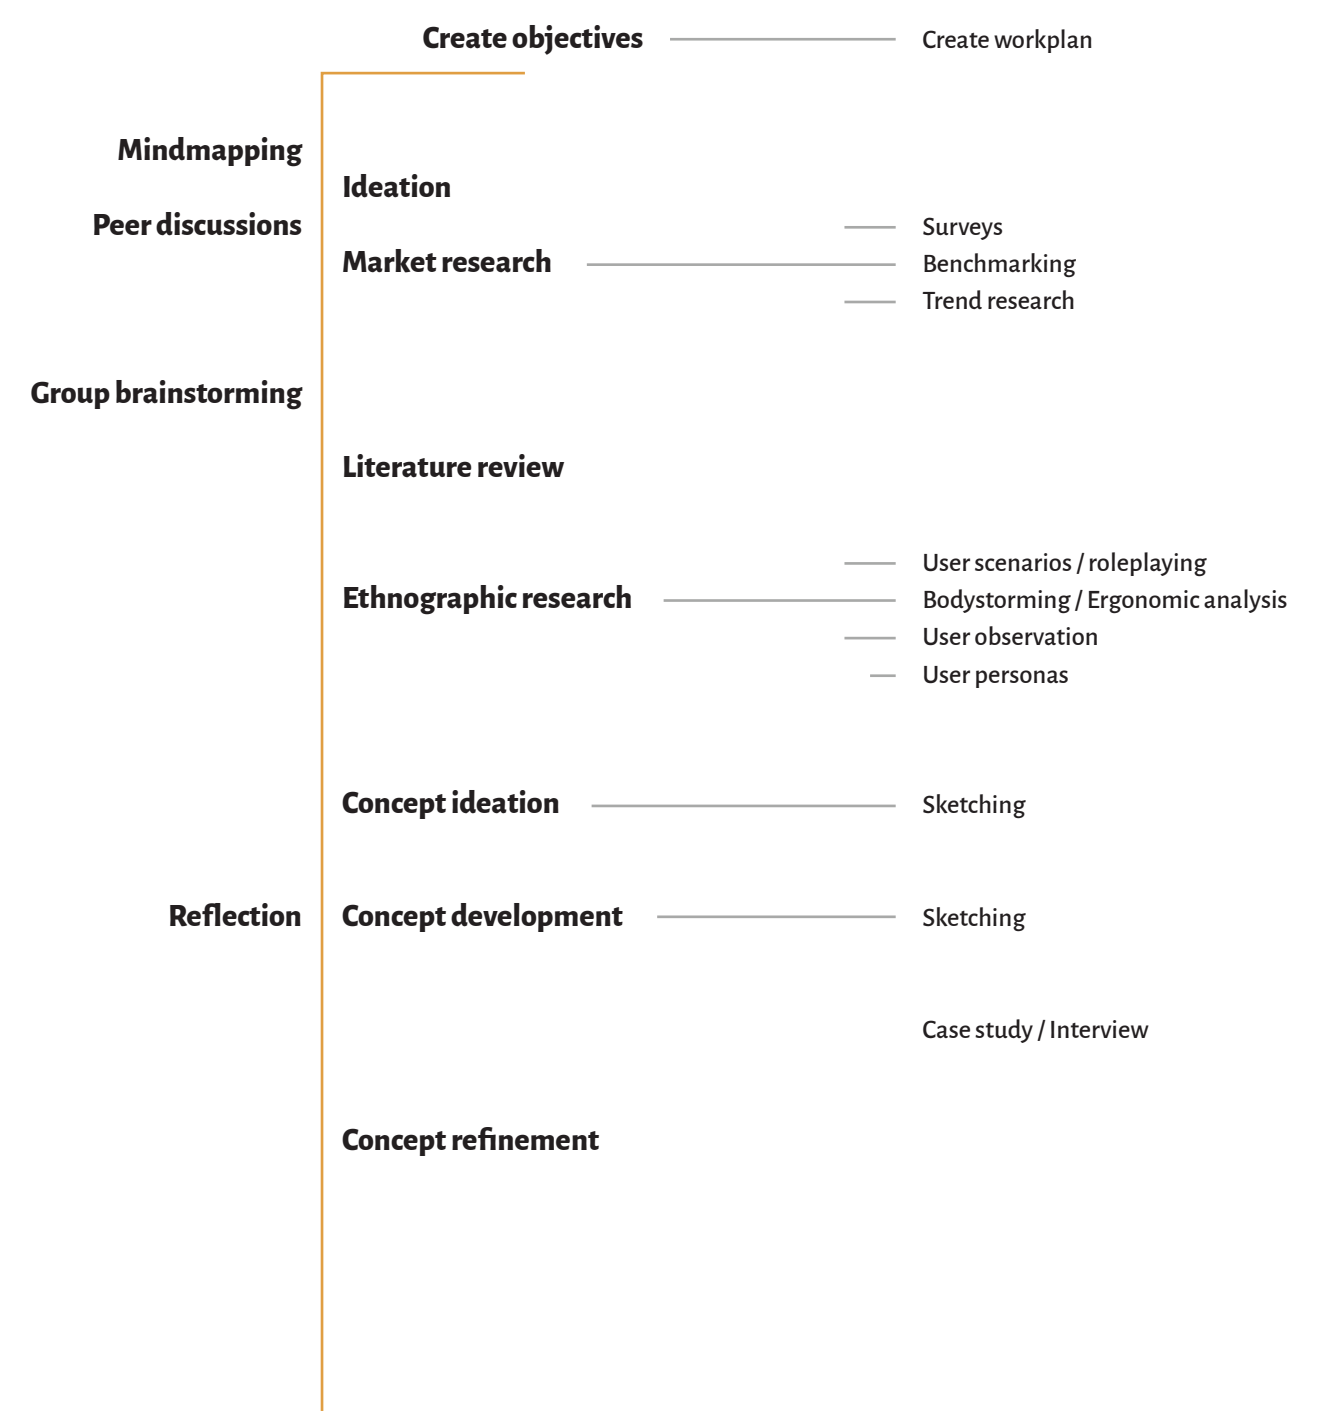 Create objectives
Create workplan
Mindmapping
Ideation
Peer discussions
Surveys
Market research
Benchmarking
Trend research
Group brainstorming
Literature review
User scenarios / roleplaying
Ethnographic research
Bodystorming / Ergonomic analysis
User observation
User personas
Concept ideation
Sketching
Reflection
Concept development
Sketching
Case study / Interview
Concept refinement